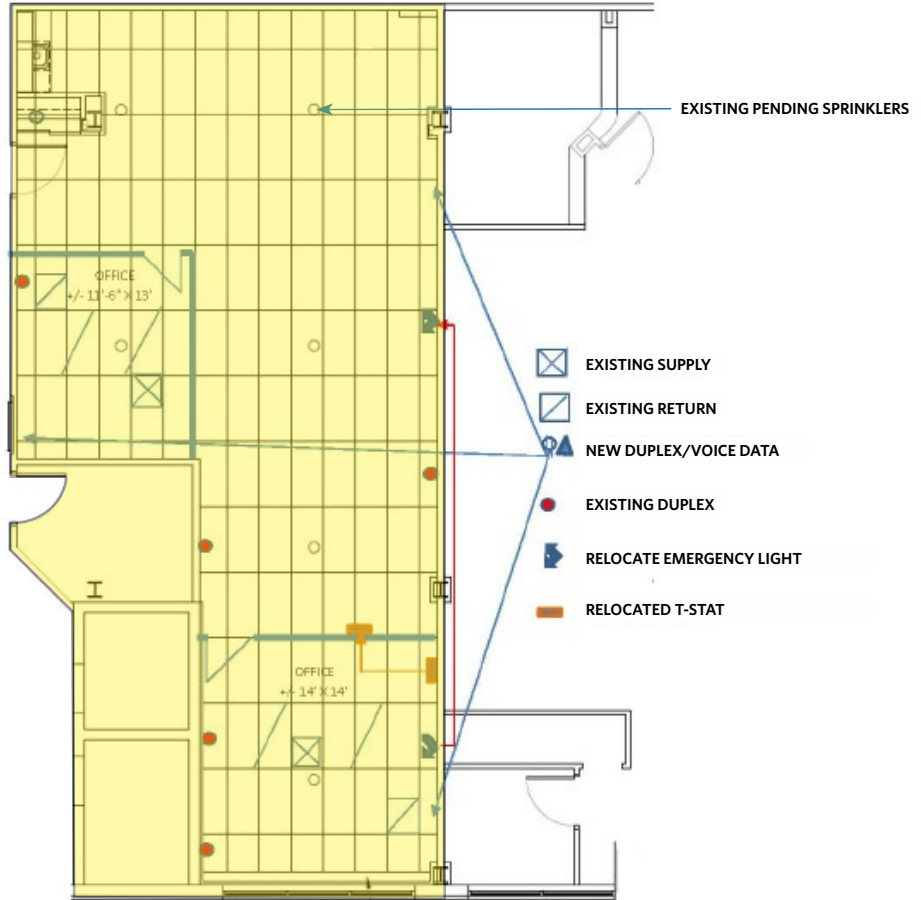 EXISTING PENDING SPRINKLERS
OFFICE
+/- 11'-6" X 13'
EXISTING SUPPLY
EXISTING RETURN
NEW DUPLEX/VOICE DATA
EXISTING DUPLEX
RELOCATE EMERGENCY LIGHT
RELOCATED T-STAT
OFFICE
+/- 14' X 14'